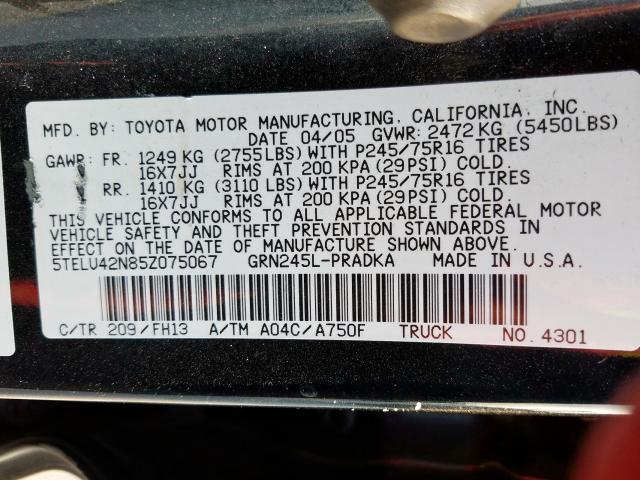 MFD. BY: TOYOTA MOTOR MANUFACTURING, CALIFORNIA, INC.
DATE 04/05 GVWR: 2472 KG (5450LBS)
GAWR: FR. 1249 KG (2755LBS) WITH P245/75R16 TIRES
16X7JJ RIMS AT 200 KPA (29PSI) COLD.
RR. 1410 KG (3110 LBS) WITH P245/75R16 TIRES
16X7JJ RIMS AT 200 KPA (29PSI) COLD.
THIS VEHICLE CONFORMS TO ALL APPLICABLE FEDERAL MOTOR
VEHICLE SAFETY AND THEFT PREVENTION STANDARDS IN
EFFECT ON THE DATE OF MANUFACTURE SHOWN ABOVE.
5TELU42N85Z075067 GRN245L-PRADKA MADE IN U.S.A.
C/TR 209/FH13 A/TM A04C/A750F TRUCK NO. 4301